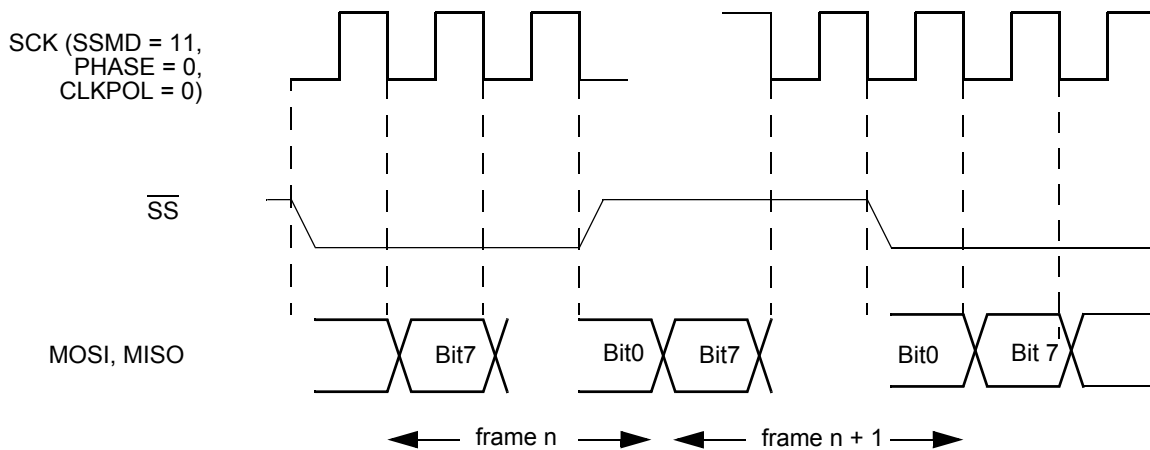 SCK (SSMD = 11,
PHASE = 0,
CLKPOL = 0)
SS
MOSI, MISO
Bit7
Bit0
Bit7
Bit0
Bit 7
frame n
frame n + 1